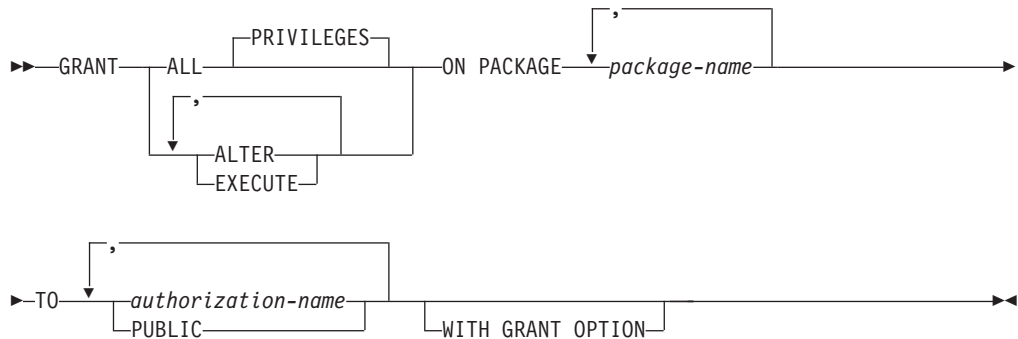 ,
PRIVILEGES
GRANT ALL ON PACKAGE package-name
,
ALTER
EXECUTE
,
TO authorization-name
PUBLIC WITH GRANT OPTION